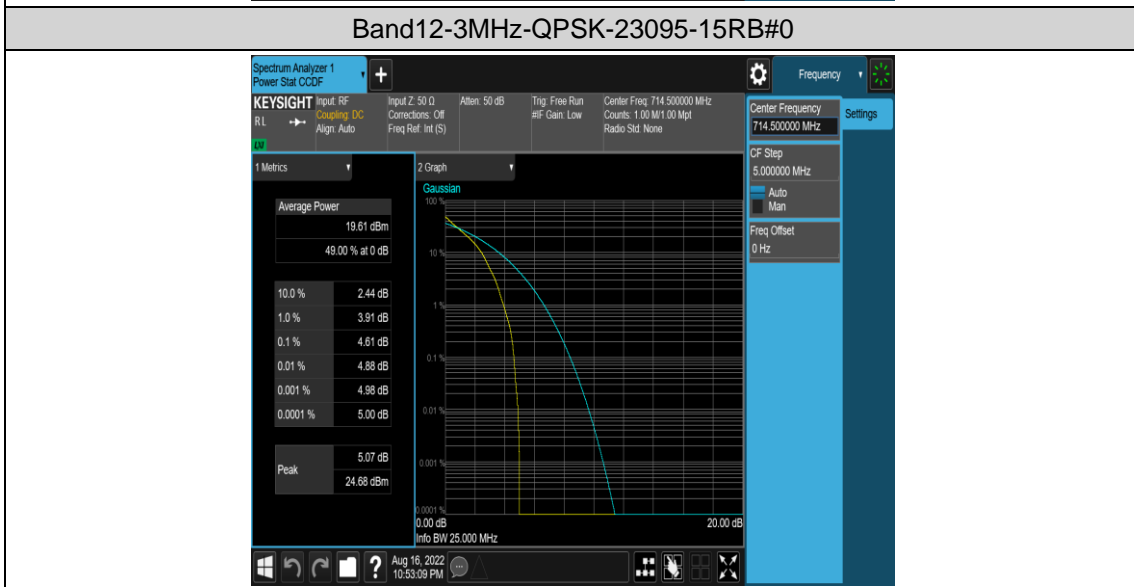 Band12-3MHz-QPSK-23095-15RB#0
Spectrum Analyzer 1
Power Stat CCDF
Frequency
KEYSIGHT
RL
Input: RF
Coupling: DC
Align: Auto
Input Z: 50 Ω
Corrections: Off
Freq Ref: Int (S)
Atten: 50 dB
Trig: Free Run
#IF Gain: Low
Center Freq: 714.500000 MHz
Counts: 1.00 M/1.00 Mpt
Radio Std: None
Center Frequency
714.500000 MHz
Settings
CF Step
5.000000 MHz
Auto
Man
Freq Offset
0 Hz
1 Metrics
Average Power
19.61 dBm
49.00 % at 0 dB
10.0 % 2.44 dB
1.0 % 3.91 dB
0.1 % 4.61 dB
0.01 % 4.88 dB
0.001 % 4.98 dB
0.0001 % 5.00 dB
Peak
5.07 dB
24.68 dBm
2 Graph
Gaussian
100 %
10 %
1 %
0.1 %
0.01 %
0.001 %
0.0001 %
0.00 dB 20.00 dB
Info BW 25.000 MHz
?
Aug 16, 2022
10:53:09 PM